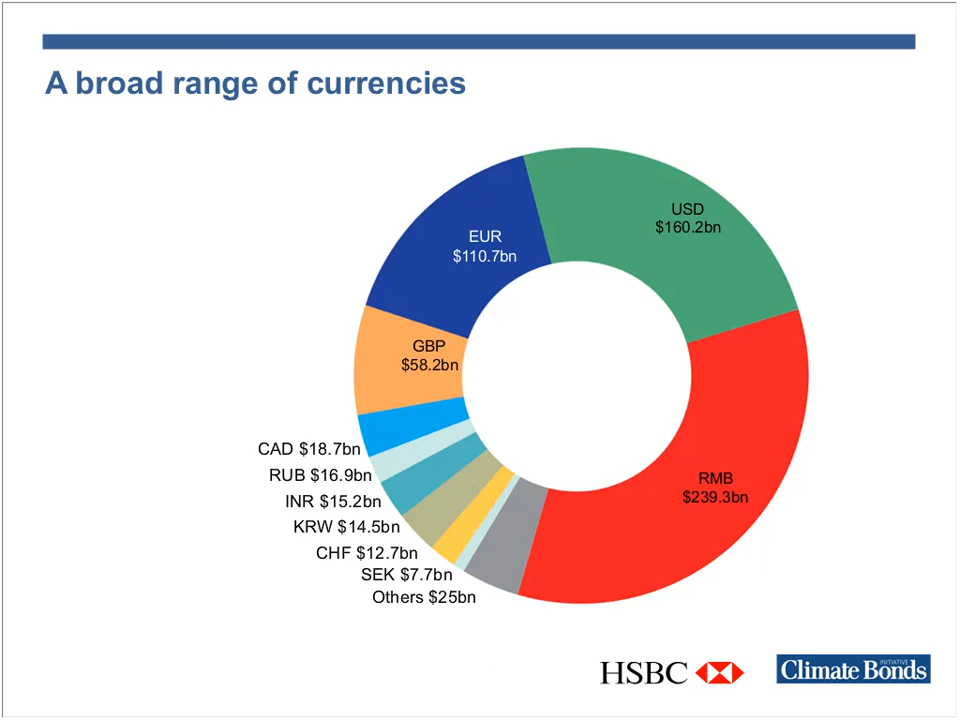 A broad range of currencies
USD
$160.2bn
EUR
$110.7bn
GBP
$58.2bn
CAD $18.7bn
RUB $16.9bn
INR $15.2bn
KRW $14.5bn
CHF $12.7bn
SEK $7.7bn
Others $25bn
RMB
$239.3bn
HSBC
Climate Bonds
INITIATIVE